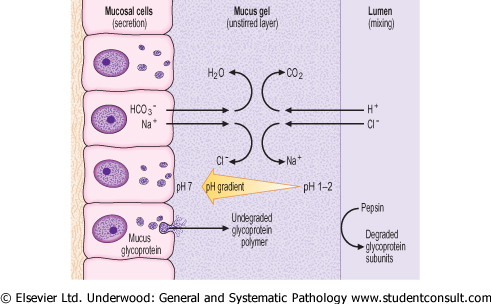 Mucosal cells
(secretion)
Mucus gel
(unstirred layer)
Lumen
(mixing)
H₂O
CO₂
HCO₃⁻
Na⁺
H⁺
Cl⁻
Cl⁻
Na⁺
pH 7
pH gradient
pH 1–2
Mucus
glycoprotein
Undegraded
glycoprotein
polymer
Pepsin
Degraded
glycoprotein
subunits
© Elsevier Ltd. Underwood: General and Systematic Pathology www.studentconsult.com